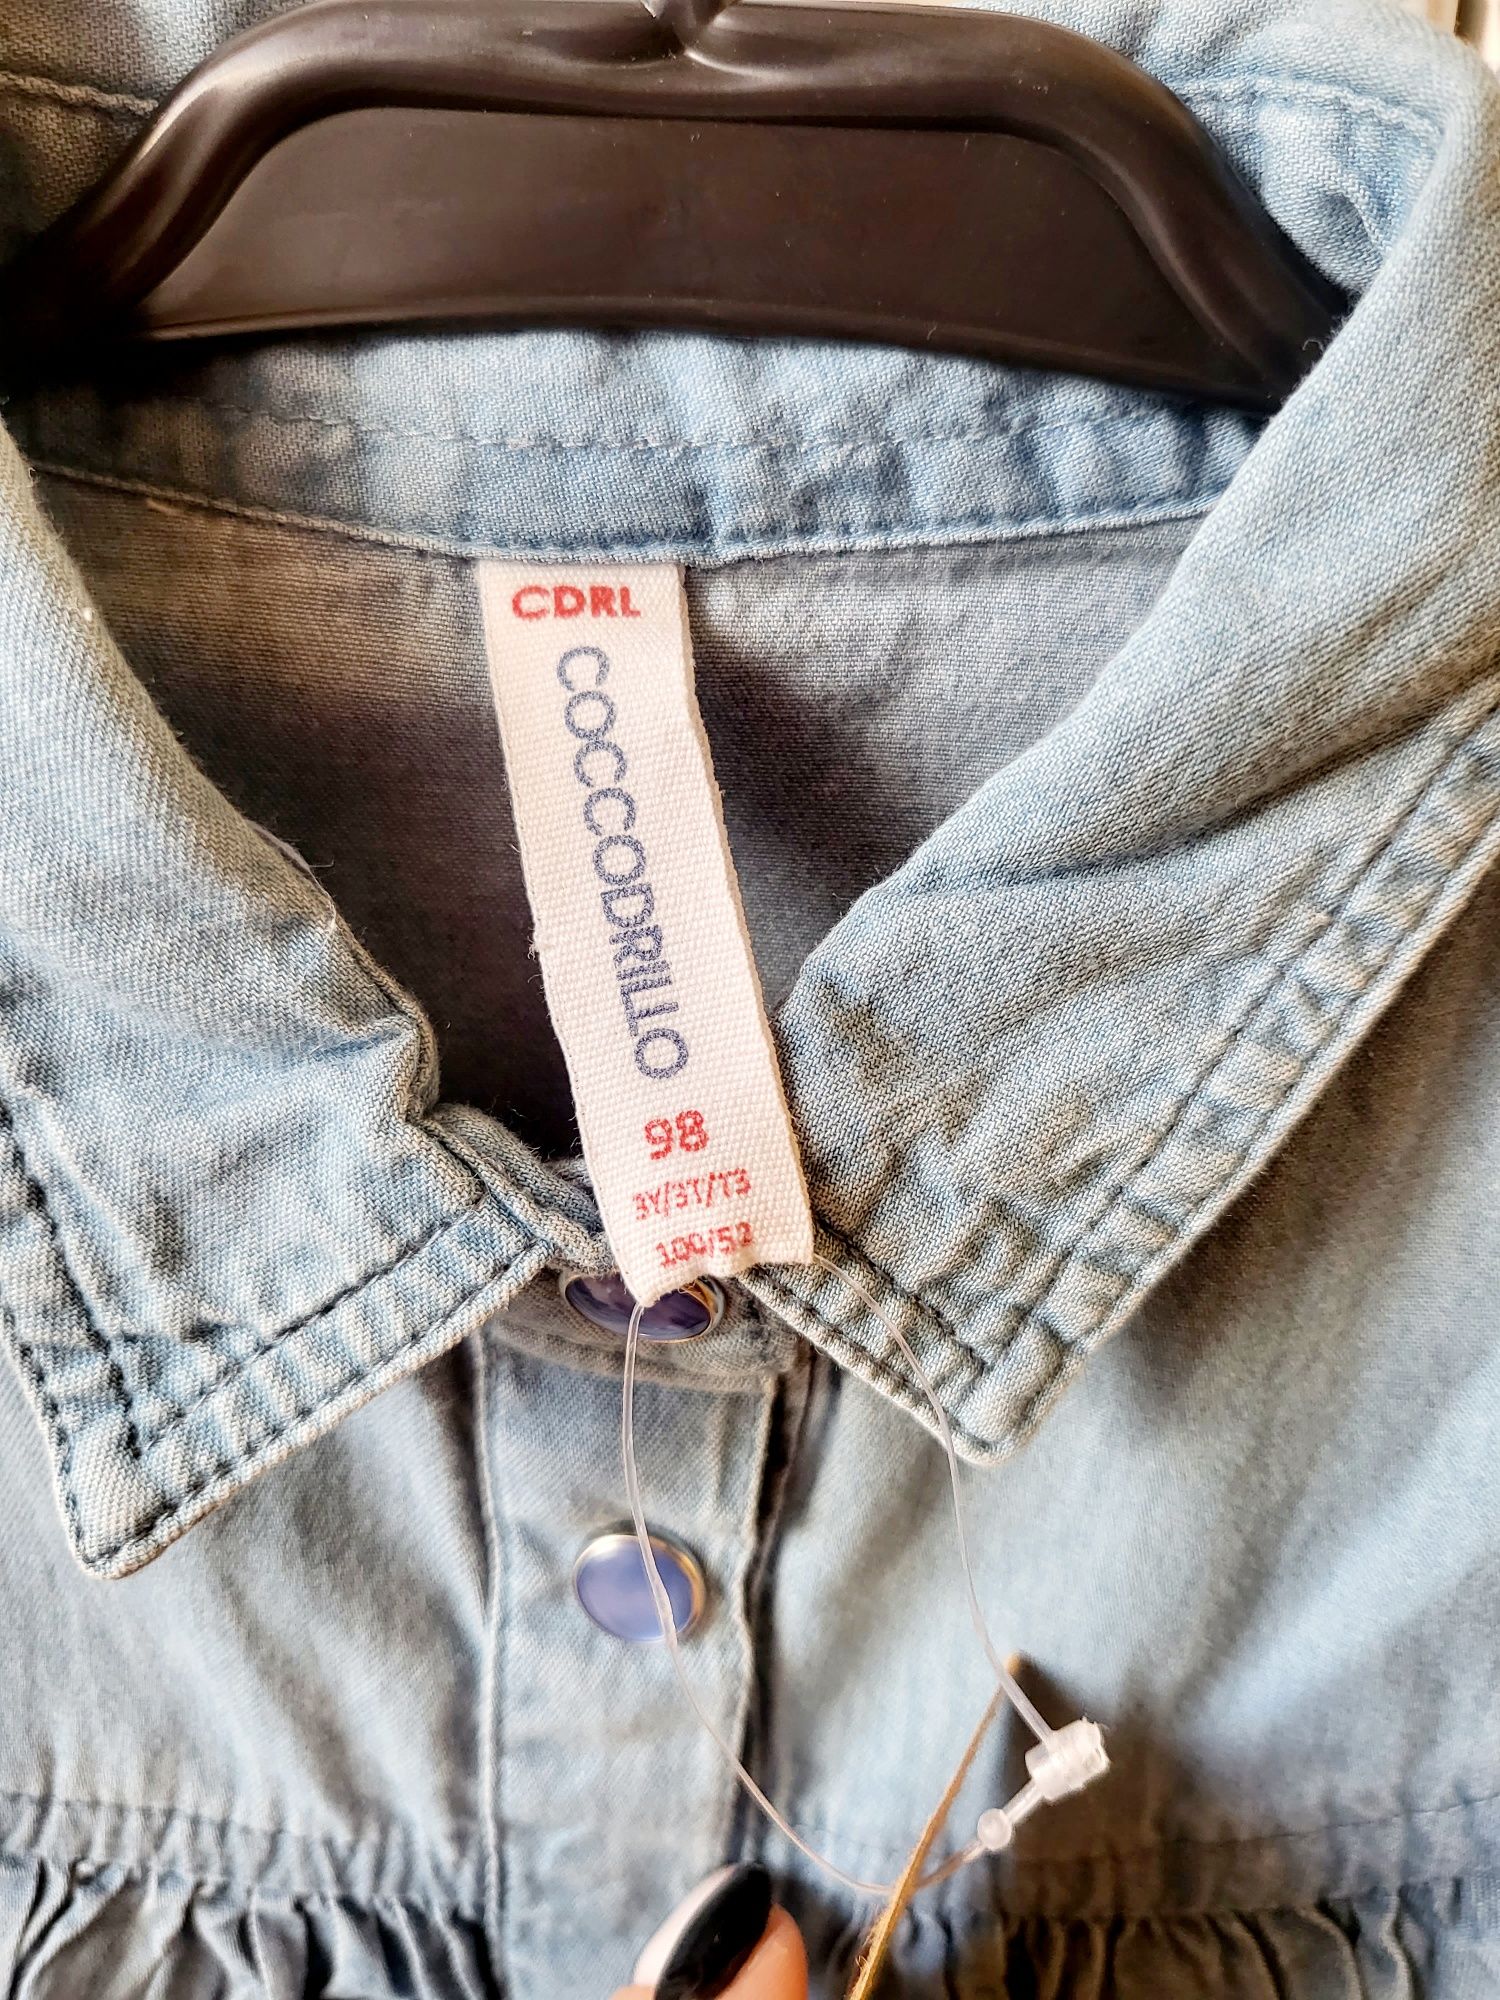 CDRL
COCCODRILLO
98
3Y/3T/T3
100/52